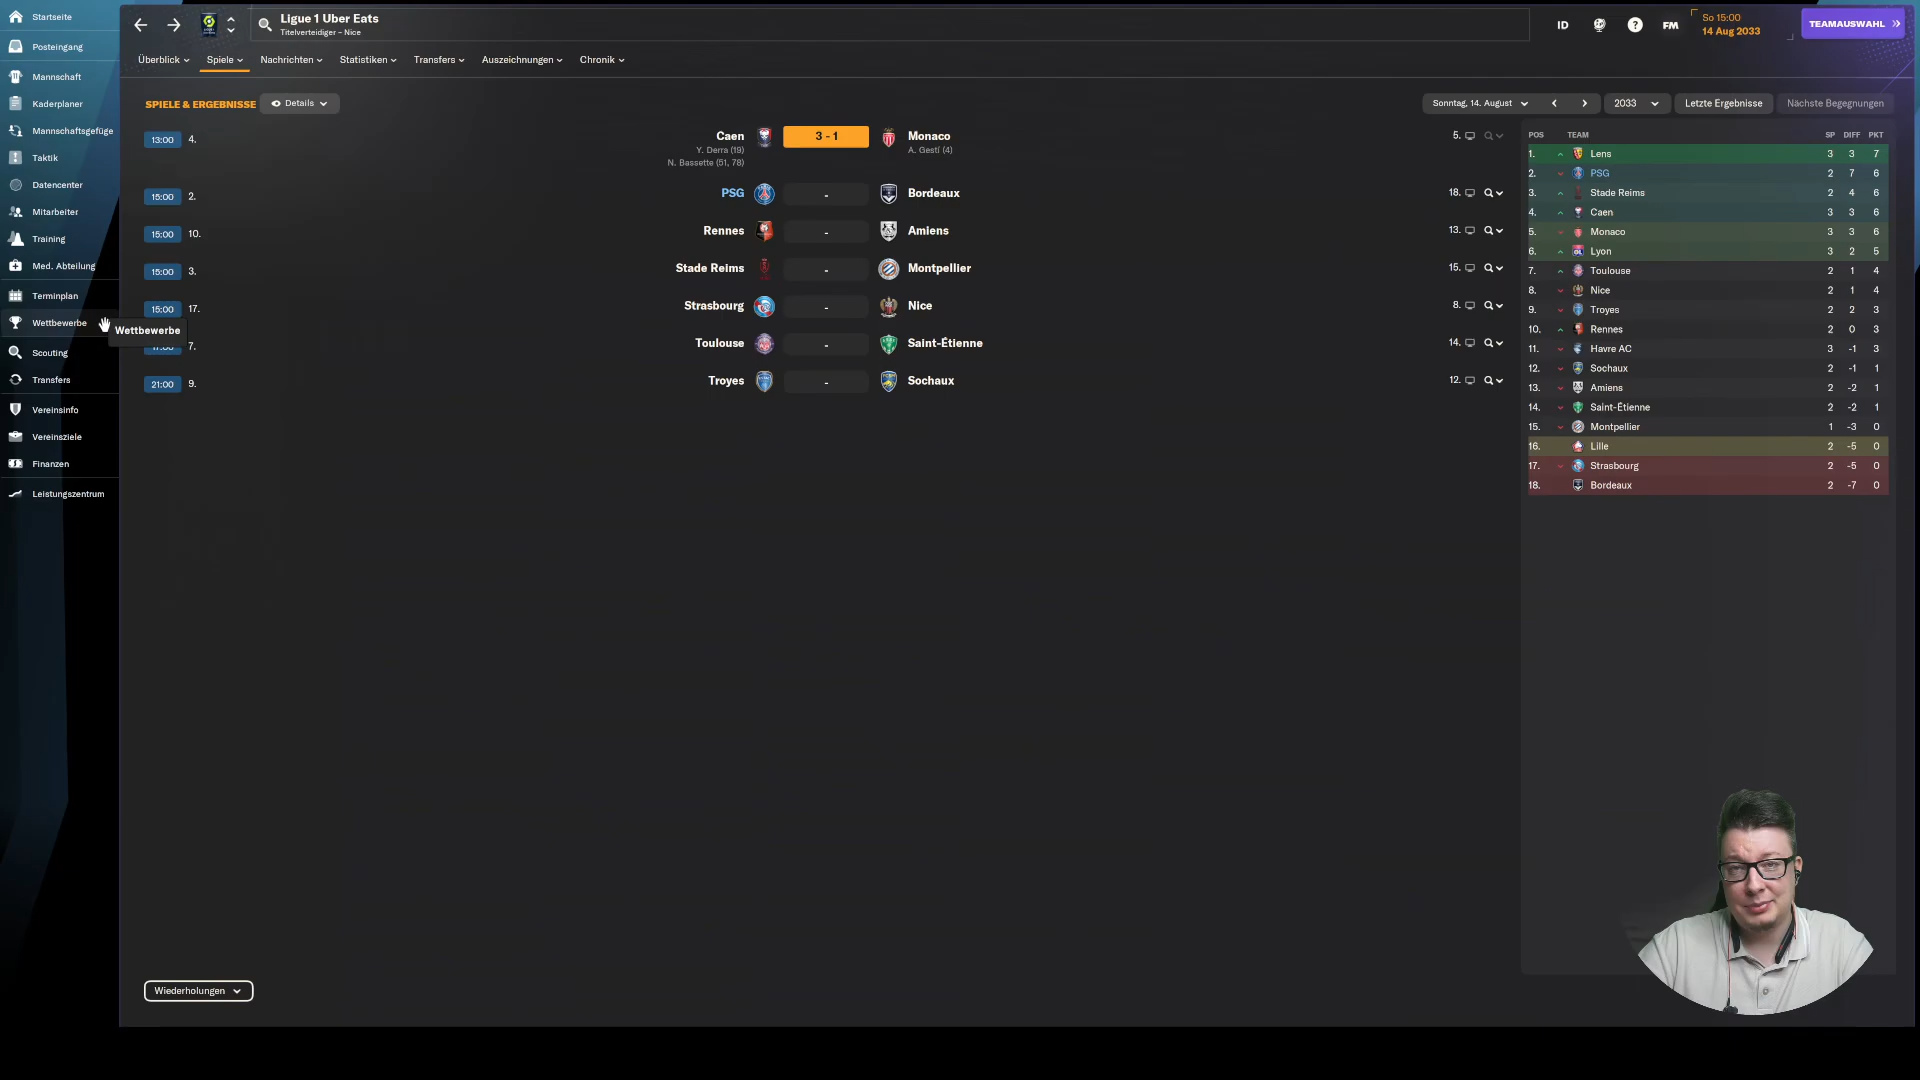 Startseite
Posteingang
Mannschaft
Kaderplaner
Mannschaftsgefüge
Taktik
Datencenter
Mitarbeiter
Training
Med. Abteilung
Terminplan
Wettbewerbe
Scouting
Transfers
Vereinsinfo
Vereinsziele
Finanzen
Leistungszentrum
Wettbewerbe
Ligue 1 Uber Eats
Titelverteidiger – Nice
ID
?
FM
So 15:00
14 Aug 2033
TEAMAUSWAHL
Überblick
Spiele
Nachrichten
Statistiken
Transfers
Auszeichnungen
Chronik
SPIELE & ERGEBNISSE
Details
Sonntag, 14. August
2033
Letzte Ergebnisse
Nächste Begegnungen
13:00 4. Caen 3 - 1 Monaco 5.
Y. Derra (19) A. Gestí (4)
N. Bassette (51, 78)
15:00 2. PSG - Bordeaux 18.
15:00 10. Rennes - Amiens 13.
15:00 3. Stade Reims - Montpellier 15.
15:00 17. Strasbourg - Nice 8.
7. Toulouse - Saint-Étienne 14.
21:00 9. Troyes - Sochaux 12.
POS TEAM SP DIFF PKT
1. Lens 3 3 7
2. PSG 2 7 6
3. Stade Reims 2 4 6
4. Caen 3 3 6
5. Monaco 3 3 6
6. Lyon 3 2 5
7. Toulouse 2 1 4
8. Nice 2 1 4
9. Troyes 2 2 3
10. Rennes 2 0 3
11. Havre AC 3 -1 3
12. Sochaux 2 -1 1
13. Amiens 2 -2 1
14. Saint-Étienne 2 -2 1
15. Montpellier 1 -3 0
16. Lille 2 -5 0
17. Strasbourg 2 -5 0
18. Bordeaux 2 -7 0
Wiederholungen